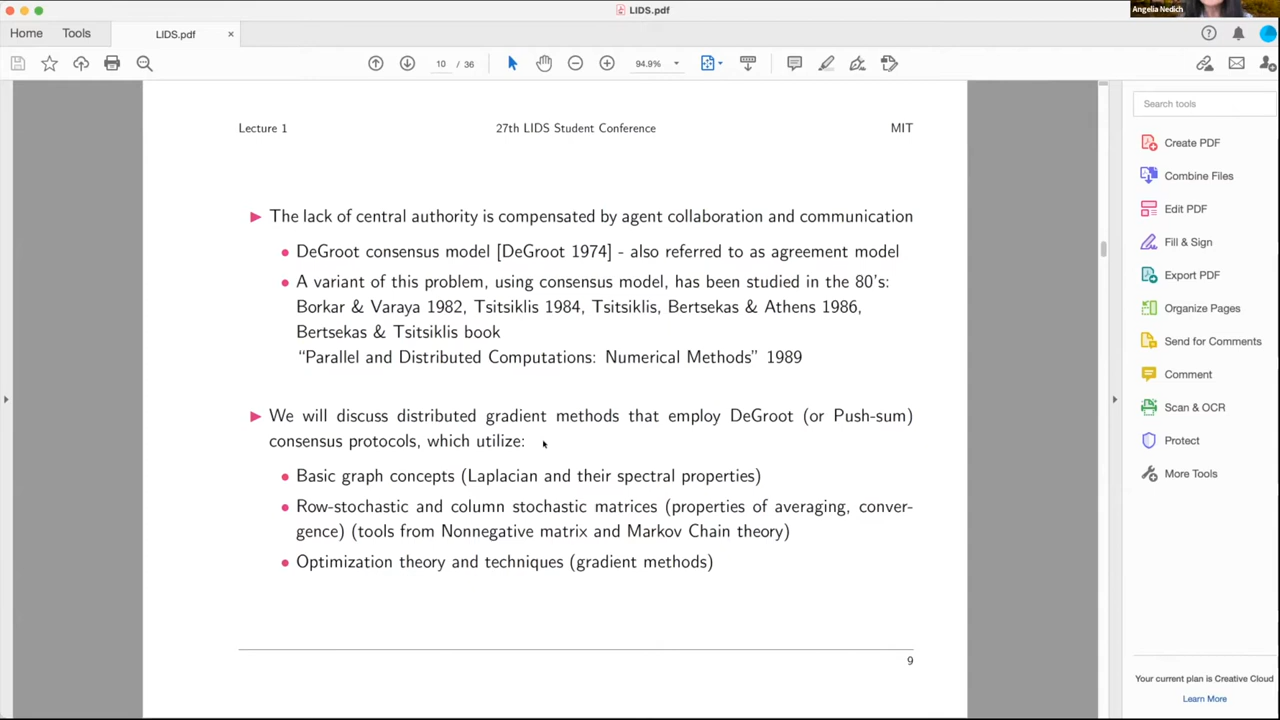 LIDS.pdf
Angelia Nedich
Home
Tools
LIDS.pdf
10 / 36
94.9%
Search tools
Create PDF
Combine Files
Edit PDF
Fill & Sign
Export PDF
Organize Pages
Send for Comments
Comment
Scan & OCR
Protect
More Tools
Your current plan is Creative Cloud
Learn More
Lecture 1 27th LIDS Student Conference MIT
The lack of central authority is compensated by agent collaboration and communication
DeGroot consensus model [DeGroot 1974] - also referred to as agreement model
A variant of this problem, using consensus model, has been studied in the 80's:
Borkar & Varaya 1982, Tsitsiklis 1984, Tsitsiklis, Bertsekas & Athens 1986,
Bertsekas & Tsitsiklis book
“Parallel and Distributed Computations: Numerical Methods” 1989
We will discuss distributed gradient methods that employ DeGroot (or Push-sum)
consensus protocols, which utilize:
Basic graph concepts (Laplacian and their spectral properties)
Row-stochastic and column stochastic matrices (properties of averaging, conver-
gence) (tools from Nonnegative matrix and Markov Chain theory)
Optimization theory and techniques (gradient methods)
9